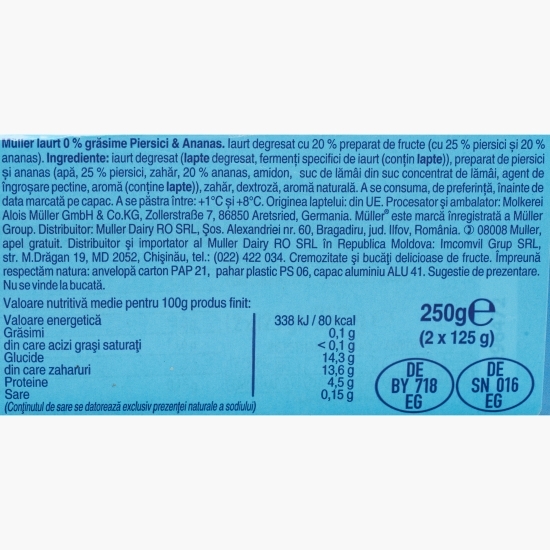 Müller Iaurt 0 % grăsime Piersici & Ananas. Iaurt degresat cu 20 % preparat de fructe (cu 25 % piersici și 20 %
ananas). Ingrediente: iaurt degresat (lapte degresat, fermenți specifici de iaurt (conțin lapte)), preparat de piersici
și ananas (apă, 25 % piersici, zahăr, 20 % ananas, amidon, suc de lămâi din suc concentrat de lămâi, agent de
îngroșare pectine, aromă (conține lapte)), zahăr, dextroză, aromă naturală. A se consuma, de preferință, înainte de
data marcată pe capac. A se păstra între: +1°C și +8°C. Originea laptelui: din UE. Procesator și ambalator: Molkerei
Alois Müller GmbH & Co.KG, Zollerstraße 7, 86850 Aretsried, Germania. Müller® este marcă înregistrată a Müller
Group. Distribuitor: Muller Dairy RO SRL, Șos. Alexandriei nr. 60, Bragadiru, jud. Ilfov, România. 08008 Muller,
apel gratuit. Distribuitor și importator al Muller Dairy RO SRL în Republica Moldova: Imcomvil Grup SRL,
str. M.Drăgan 19, MD 2052, Chișinău, tel.: (022) 422 034. Cremozitate și bucăți delicioase de fructe. Împreună
respectăm natura: anvelopă carton PAP 21, pahar plastic PS 06, capac aluminiu ALU 41. Sugestie de prezentare.
Nu se vinde la bucată.
Valoare nutritivă medie pentru 100g produs finit:
Valoare energetică 338 kJ / 80 kcal
Grăsimi 0,1 g
din care acizi grași saturați < 0,1 g
Glucide 14,3 g
din care zaharuri 13,6 g
Proteine 4,5 g
Sare 0,15 g
(Conținutul de sare se datorează exclusiv prezenței naturale a sodiului)
250g℮
(2 x 125 g)
DE
BY 718
EG
DE
SN 016
EG